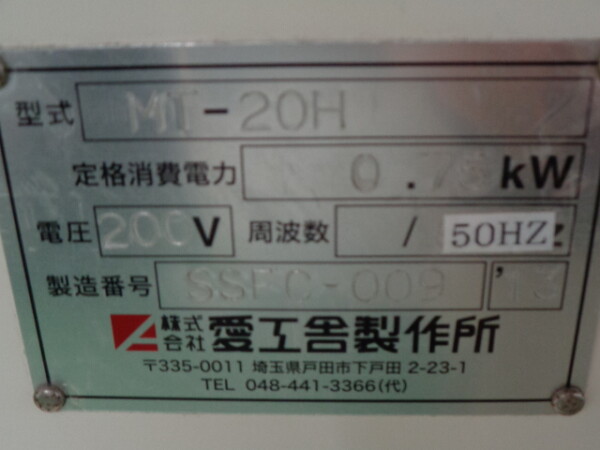 型式 MT-20H
定格消費電力 0.75kW
電圧 200V 周波数 / 50HZ
製造番号 SSFC-009 '13
株式会社 愛工舎製作所
〒335-0011 埼玉県戸田市下戸田 2-23-1
TEL 048-441-3366(代)